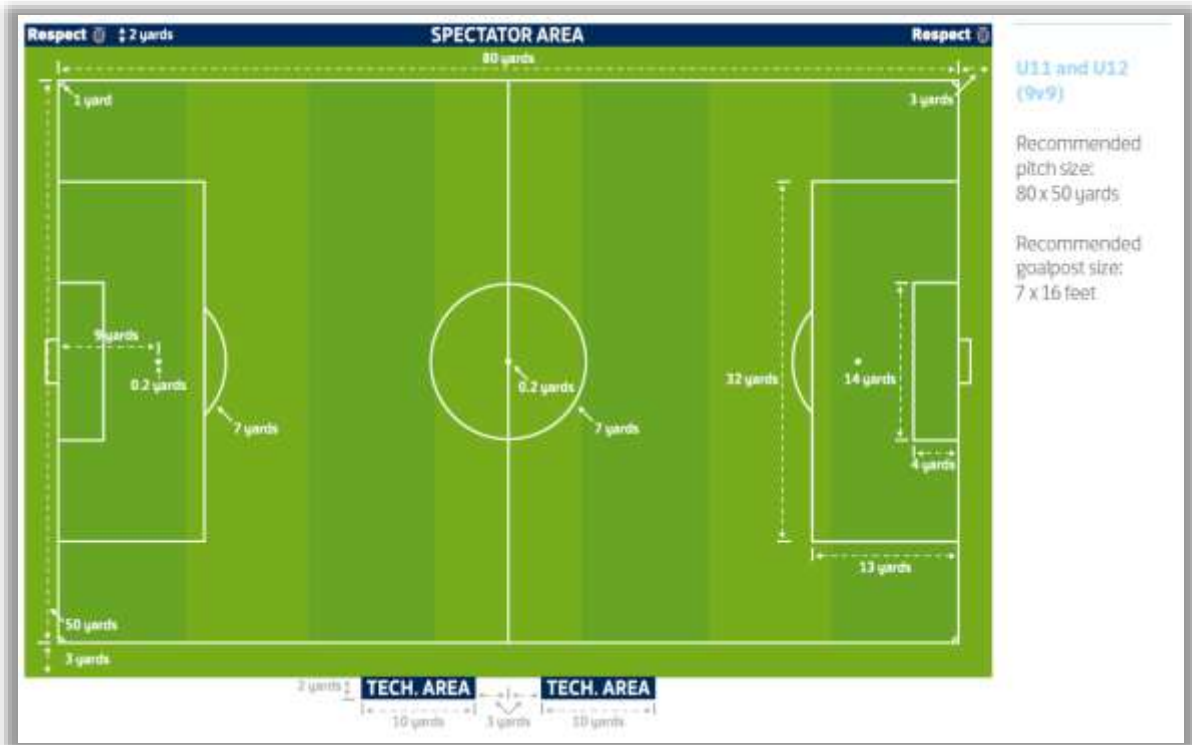 Respect 2 yards SPECTATOR AREA Respect
80 yards
1 yard
3 yards
U11 and U12
(9v9)
Recommended
pitch size:
80 x 50 yards
Recommended
goalpost size:
7 x 16 feet
9 yards
0.2 yards
7 yards
0.2 yards
7 yards
32 yards
14 yards
4 yards
13 yards
50 yards
3 yards
2 yards TECH. AREA TECH. AREA
10 yards 3 yards 10 yards